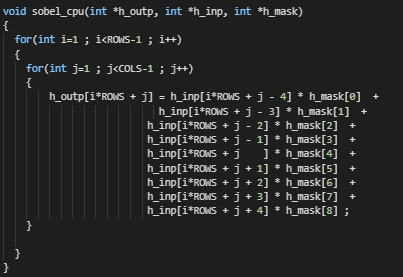 void sobel_cpu(int *h_outp, int *h_inp, int *h_mask)
{
  for(int i=1 ; i<ROWS-1 ; i++)
  {
    for(int j=1 ; j<COLS-1 ; j++)
    {
        h_outp[i*ROWS + j] = h_inp[i*ROWS + j - 4] * h_mask[0]  +
                         h_inp[i*ROWS + j - 3] * h_mask[1]  +
                       h_inp[i*ROWS + j - 2] * h_mask[2]  +
                       h_inp[i*ROWS + j - 1] * h_mask[3]  +
                       h_inp[i*ROWS + j    ] * h_mask[4]  +
                       h_inp[i*ROWS + j + 1] * h_mask[5]  +
                       h_inp[i*ROWS + j + 2] * h_mask[6]  +
                       h_inp[i*ROWS + j + 3] * h_mask[7]  +
                       h_inp[i*ROWS + j + 4] * h_mask[8] ;
    }
  }
}